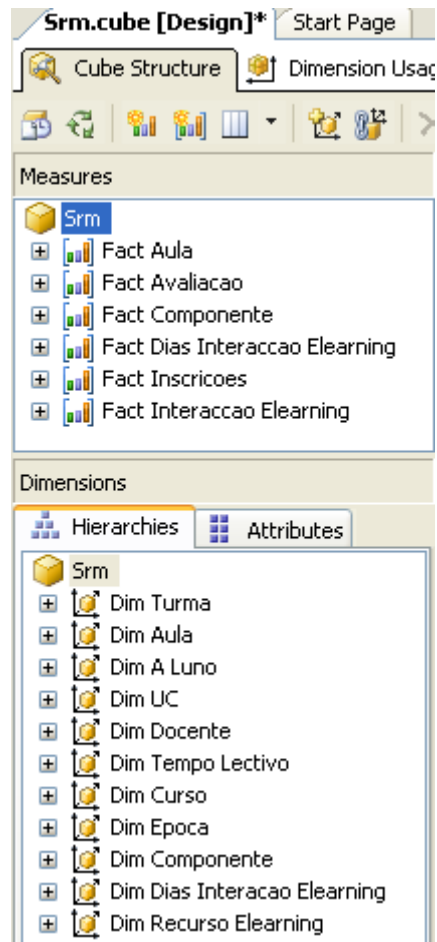 Srm.cube [Design]* Start Page
Cube Structure Dimension Usag
Measures
Srm
Fact Aula
Fact Avaliacao
Fact Componente
Fact Dias Interaccao Elearning
Fact Inscricoes
Fact Interaccao Elearning
Dimensions
Hierarchies Attributes
Srm
Dim Turma
Dim Aula
Dim A Luno
Dim UC
Dim Docente
Dim Tempo Lectivo
Dim Curso
Dim Epoca
Dim Componente
Dim Dias Interacao Elearning
Dim Recurso Elearning